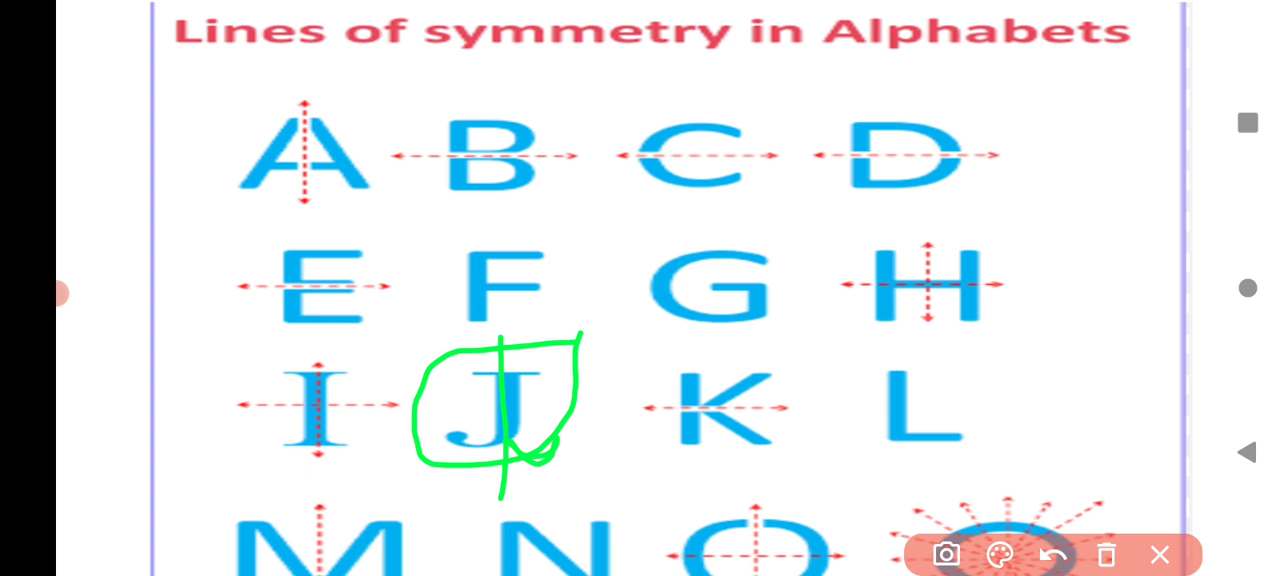 Lines of symmetry in Alphabets
A B C D
E F G H
I J K L
M N O